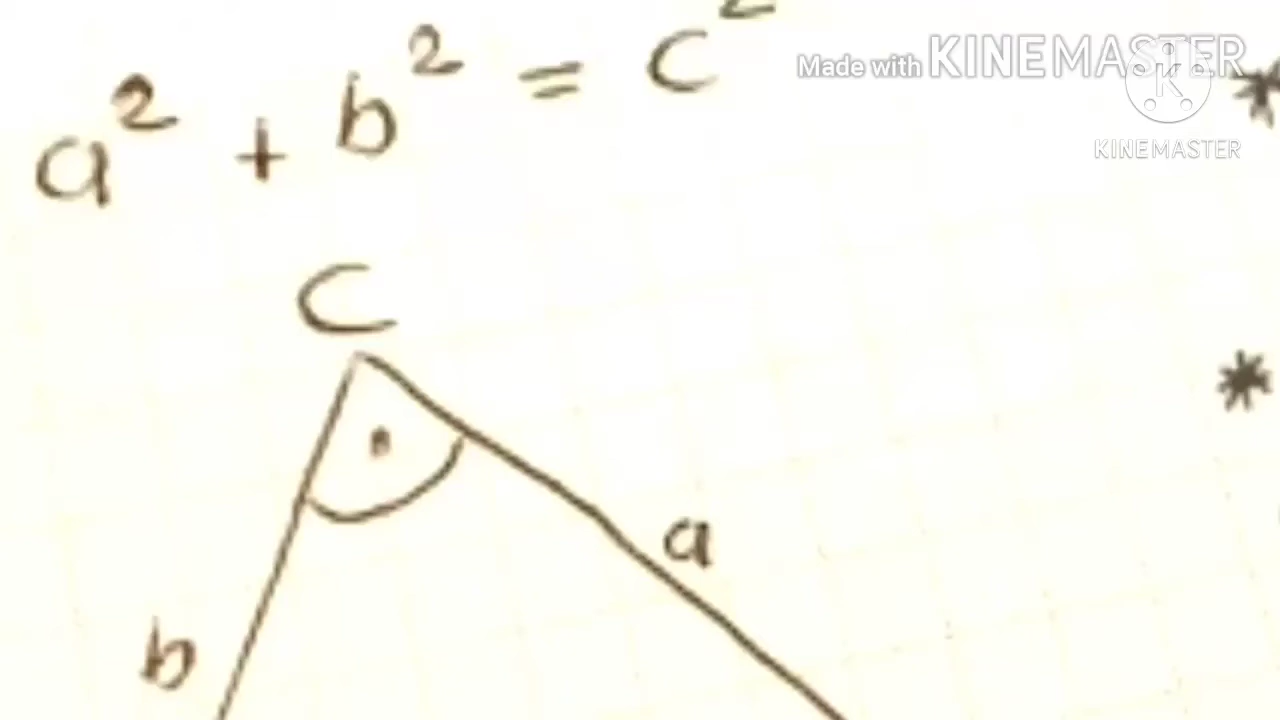 a² + b² = c²
Made with KINEMASTER
K
KINEMASTER
*
C
*
a
b